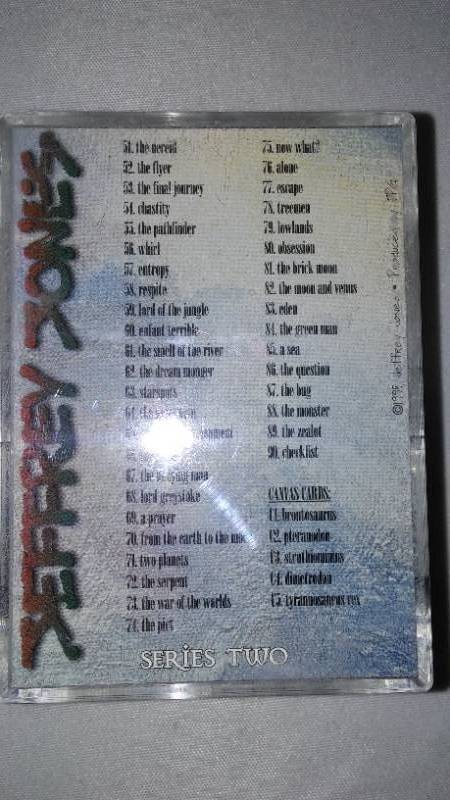 JEFFREY JONES
51. the nereid
52. the flyer
53. the final journey
54. chastity
55. the pathfinder
56. whirl
57. entropy
58. respite
59. lord of the jungle
60. enfant terrible
61. the smell of the river
62. the dream monger
63. starspots
64.
67. the
68. lord greystoke
69. a prayer
70. from the earth to the
71. two planets
72. the serpent
73. the war of the worlds
74. the pict
75. now what?
76. alone
77. escape
78. treemen
79. lowlands
80. obsession
81. the brick moon
82. the moon and venus
83. eden
84. the green man
85. a sea
86. the question
87. the bug
88. the monster
89. the zealot
90. checklist
CANVAS CARDS:
C1. brontosaurus
C2. pteranodon
C3. struthiomimus
C4. dimetrodon
C5. tyrannosaurus rex
SERIES TWO
Jeffrey Jones • Produced by FPG